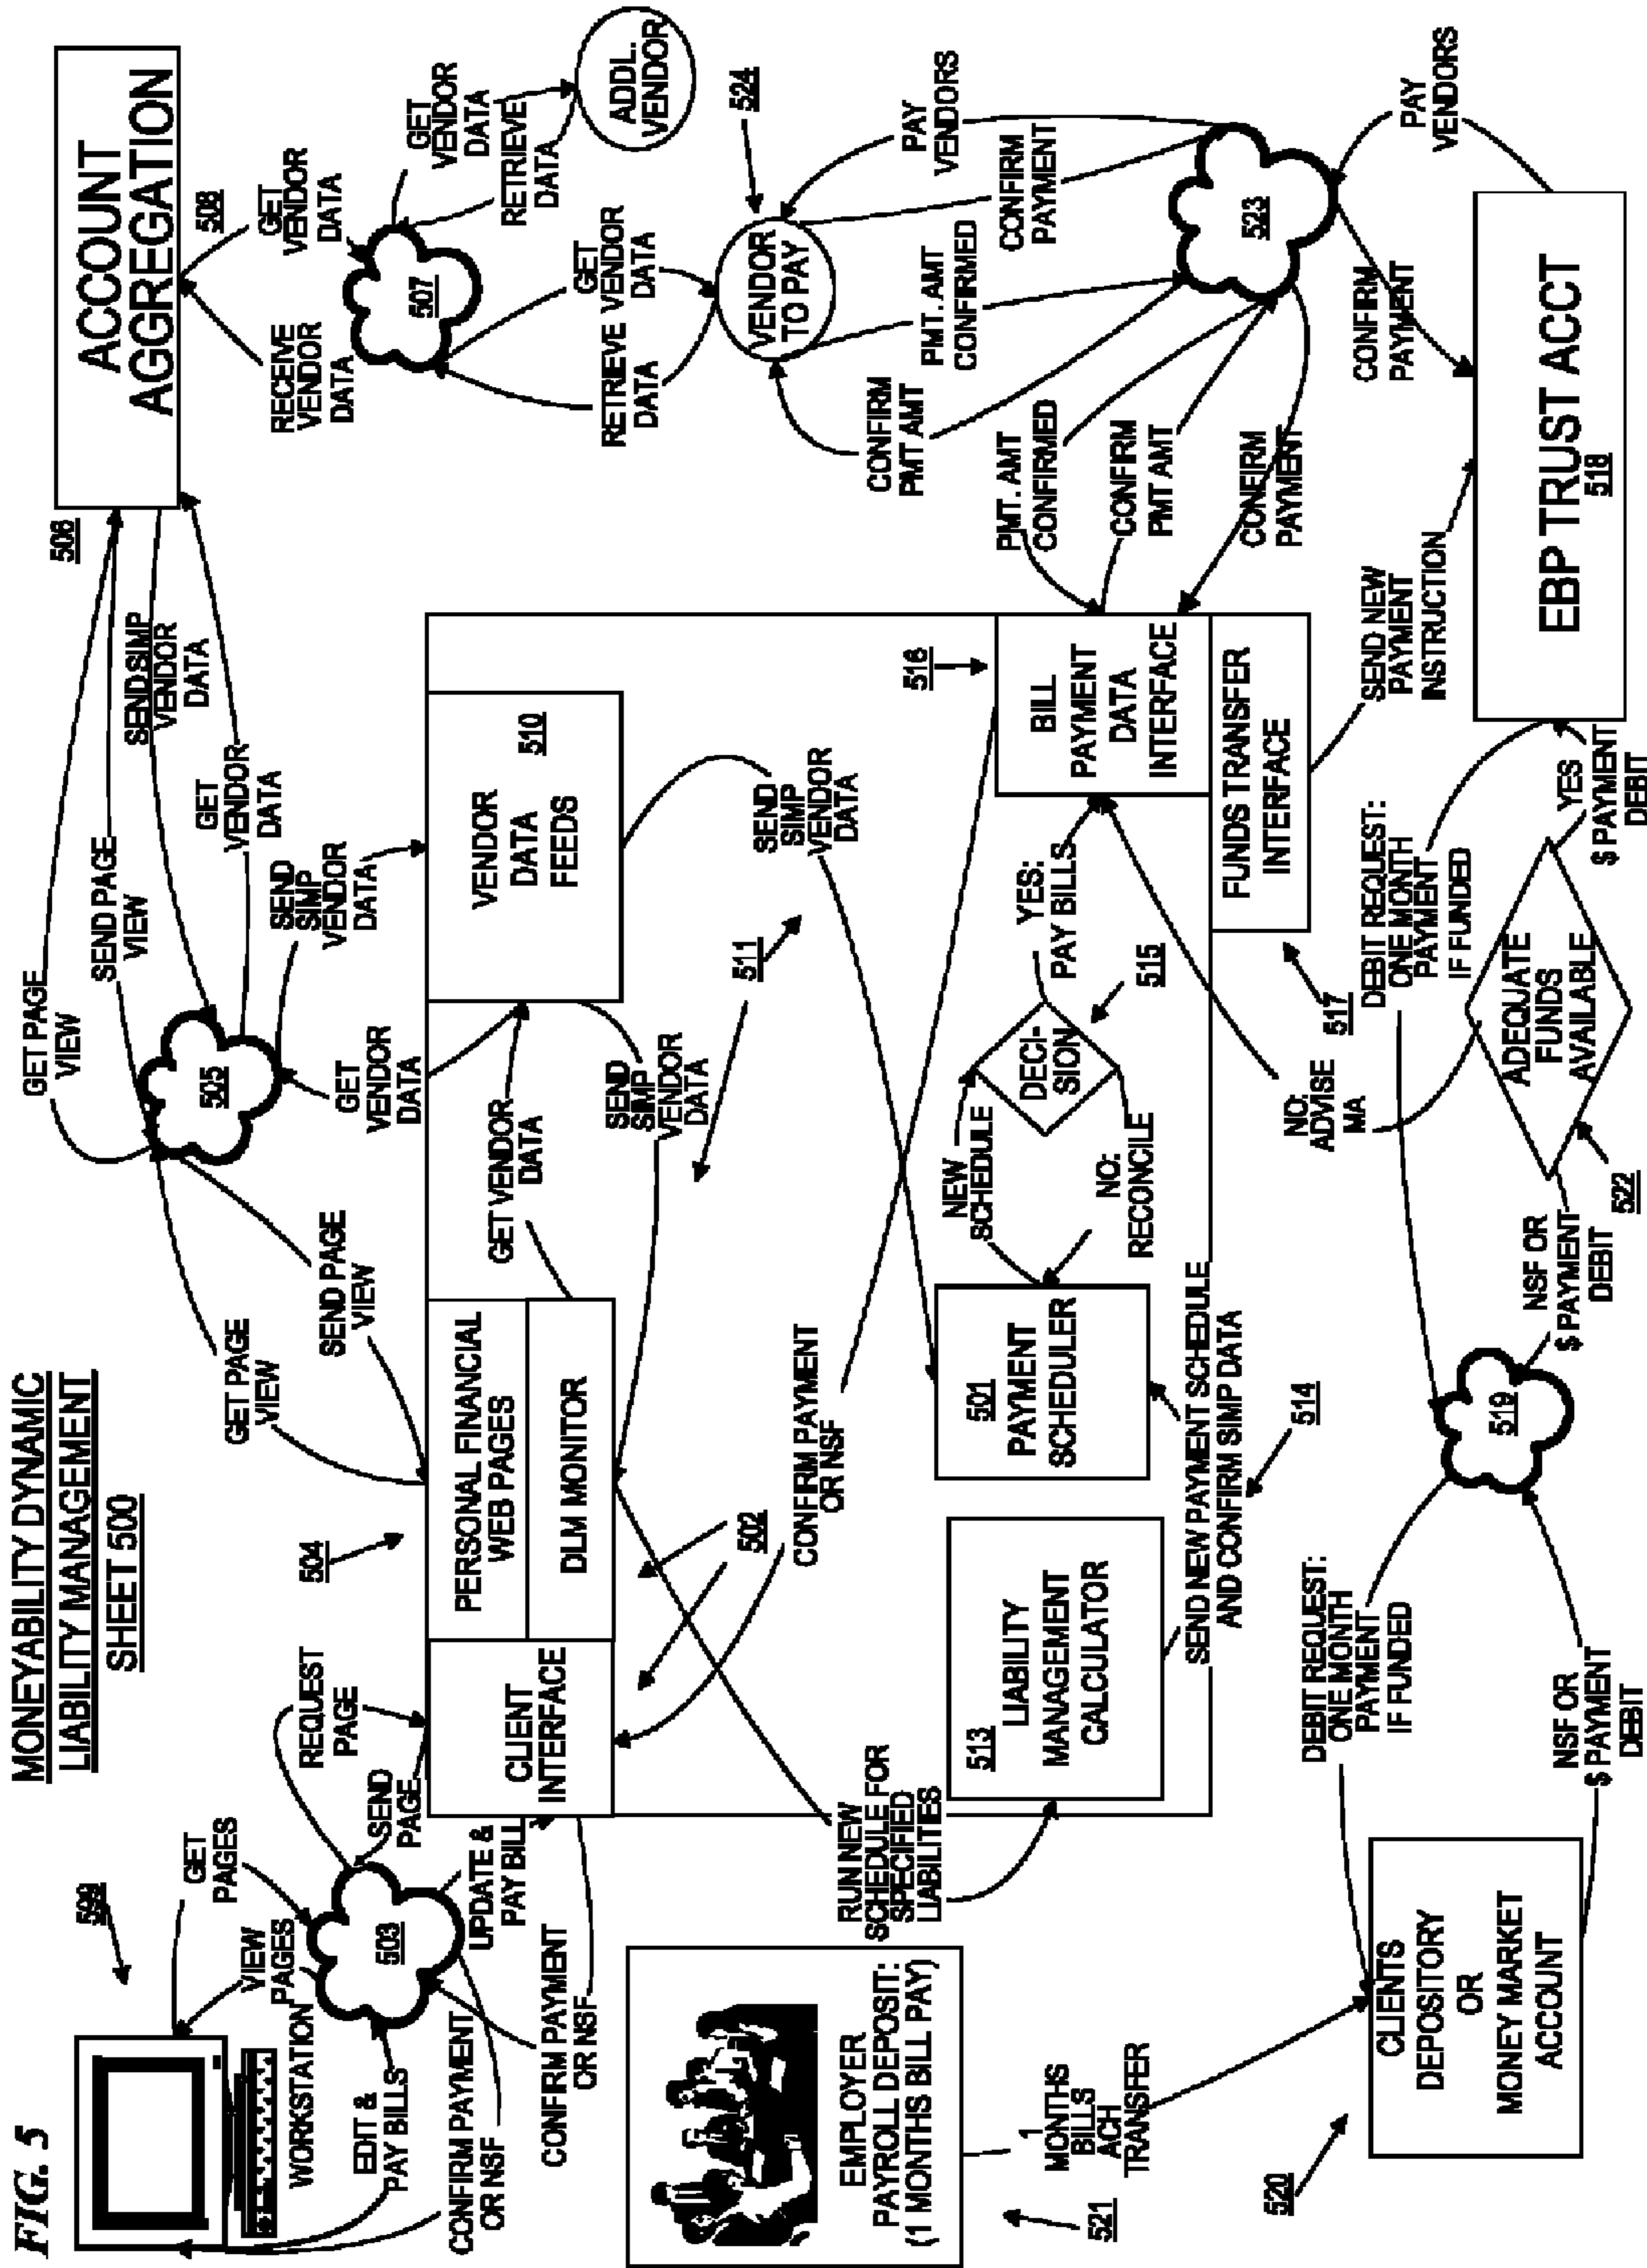 FIG. 5
MONEYABILITY DYNAMIC
LIABILITY MANAGEMENT
SHEET 500
599
WORKSTATION
GET
PAGES
VIEW
PAGES
EDIT &
PAY BILLS
CONFIRM PAYMENT
OR NSF
503
REQUEST
PAGE
SEND
PAGE
UPDATE &
PAY BILL
CONFIRM PAYMENT
OR NSF
504
GET PAGE
VIEW
SEND PAGE
VIEW
505
GET PAGE
VIEW
SEND PAGE
VIEW
SEND SIMP
VENDOR
DATA
GET
VENDOR
DATA
SEND
SIMP
VENDOR
DATA
GET
VENDOR
DATA
506
ACCOUNT
AGGREGATION
508
RECEIVE
VENDOR
DATA
GET
VENDOR
DATA
507
GET
VENDOR
DATA
RETRIEVE
DATA
ADDL.
VENDOR
RETRIEVE VENDOR
DATA
GET
DATA
524
VENDOR
TO PAY
CLIENT
INTERFACE
PERSONAL FINANCIAL
WEB PAGES
DLM MONITOR
502
GET VENDOR
DATA
SEND
SIMP
VENDOR
DATA
VENDOR
DATA
FEEDS
510
511
SEND
SIMP
VENDOR
DATA
CONFIRM PAYMENT
OR NSF
RUN NEW
SCHEDULE FOR
SPECIFIED
LIABILITES
513
LIABILITY
MANAGEMENT
CALCULATOR
501
PAYMENT
SCHEDULER
NEW
SCHEDULE
NO:
RECONCILE
DECI-
SION
515
YES:
PAY BILLS
516
BILL
PAYMENT
DATA
INTERFACE
FUNDS TRANSFER
INTERFACE
517
SEND NEW PAYMENT SCHEDULE
AND CONFIRM SIMP DATA
514
CONFIRM
PMT AMT
PMT. AMT
CONFIRMED
CONFIRM
PAYMENT
PAY
VENDORS
PMT. AMT
CONFIRMED
CONFIRM
PMT AMT
CONFIRM
PAYMENT
523
PAY
VENDORS
CONFIRM
PAYMENT
SEND NEW
PAYMENT
INSTRUCTION
EBP TRUST ACCT
518
EMPLOYER
PAYROLL DEPOSIT:
(1 MONTHS BILL PAY)
521
1
MONTHS
BILLS
ACH
TRANSFER
520
CLIENTS
DEPOSITORY
OR
MONEY MARKET
ACCOUNT
DEBIT REQUEST:
ONE MONTH
PAYMENT
IF FUNDED
NSF OR
$ PAYMENT
DEBIT
519
NSF OR
$ PAYMENT
DEBIT
522
NO:
ADVISE
MA
DEBIT REQUEST:
ONE MONTH
PAYMENT
IF FUNDED
ADEQUATE
FUNDS
AVAILABLE
YES
$ PAYMENT
DEBIT